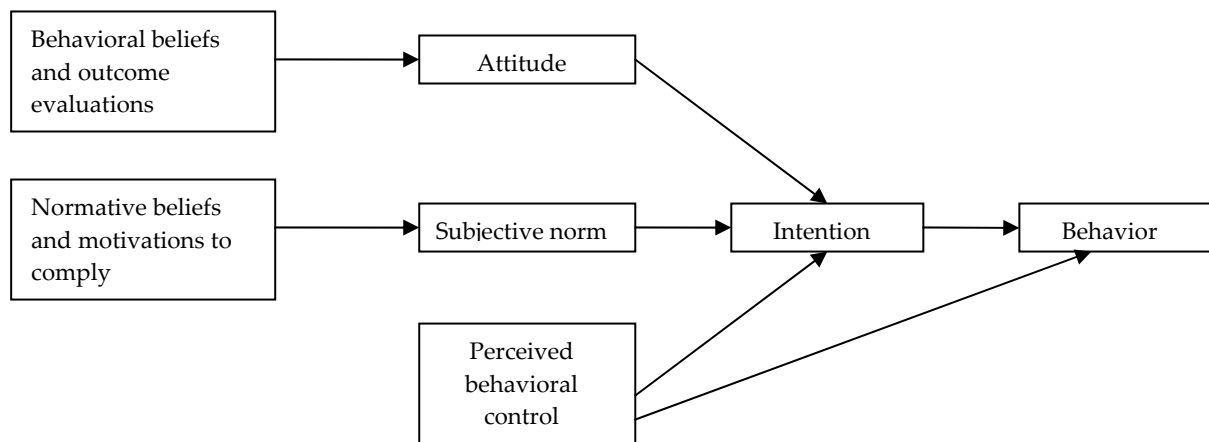 Behavioral beliefs
and outcome
evaluations
Attitude
Normative beliefs
and motivations to
comply
Subjective norm
Intention
Behavior
Perceived
behavioral
control